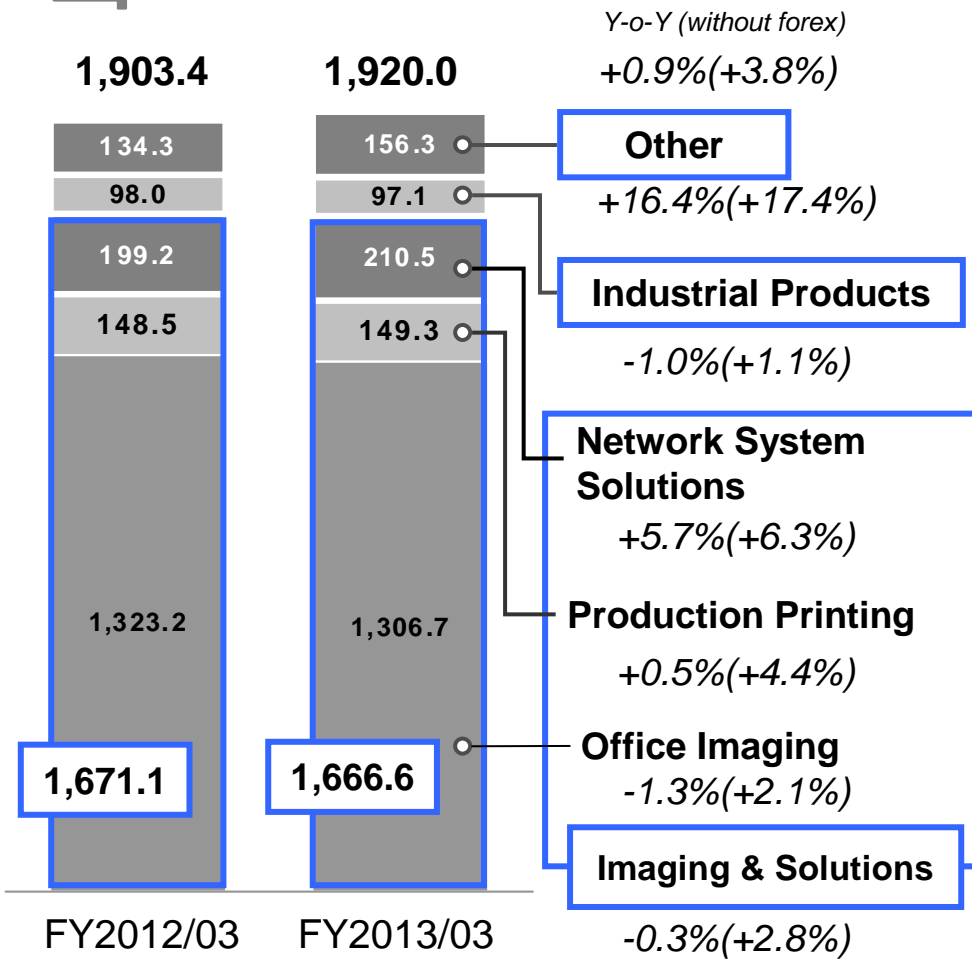 Y-o-Y (without forex)
1,903.4
1,920.0
+0.9%(+3.8%)
134.3
156.3
Other
+16.4%(+17.4%)
98.0
97.1
Industrial Products
-1.0%(+1.1%)
199.2
210.5
Network System
Solutions
+5.7%(+6.3%)
148.5
149.3
Production Printing
+0.5%(+4.4%)
1,323.2
1,306.7
Office Imaging
-1.3%(+2.1%)
1,671.1
1,666.6
Imaging & Solutions
-0.3%(+2.8%)
FY2012/03
FY2013/03